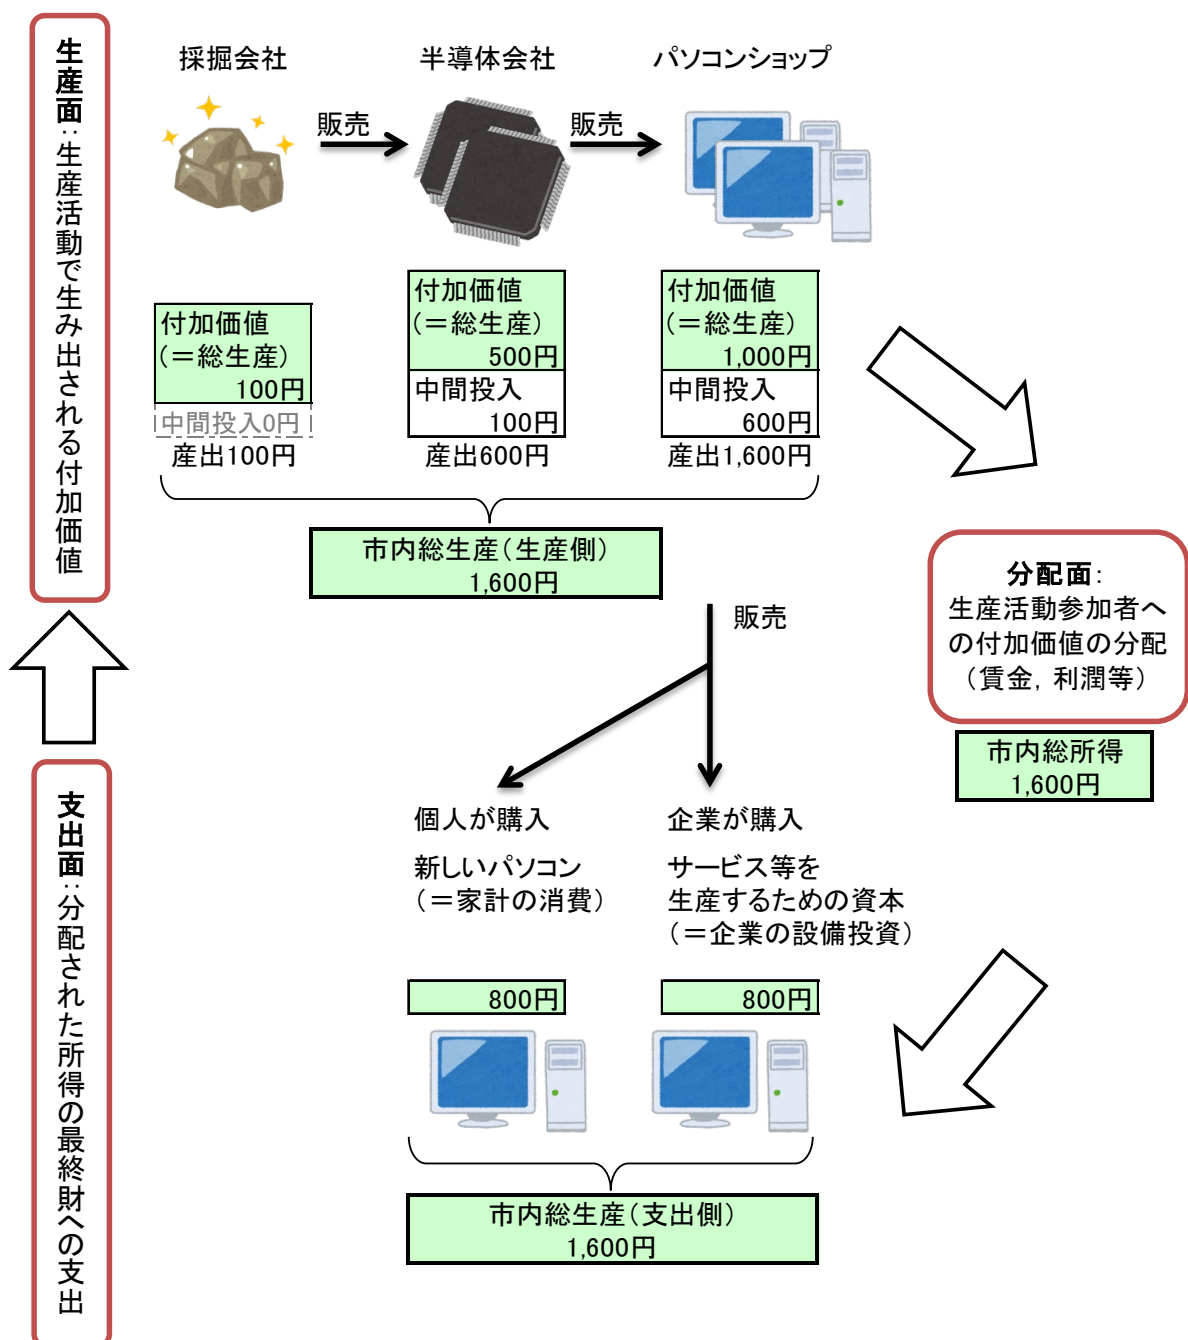 生産面：生産活動で生み出される付加価値
採掘会社
半導体会社
パソコンショップ
販売
販売
付加価値
（＝総生産）
100円
中間投入0円
産出100円
付加価値
（＝総生産）
500円
中間投入
100円
産出600円
付加価値
（＝総生産）
1,000円
中間投入
600円
産出1,600円
市内総生産（生産側）
1,600円
販売
分配面：
生産活動参加者へ
の付加価値の分配
（賃金，利潤等）
市内総所得
1,600円
支出面：分配された所得の最終財への支出
個人が購入
新しいパソコン
（＝家計の消費）
800円
企業が購入
サービス等を
生産するための資本
（＝企業の設備投資）
800円
市内総生産（支出側）
1,600円